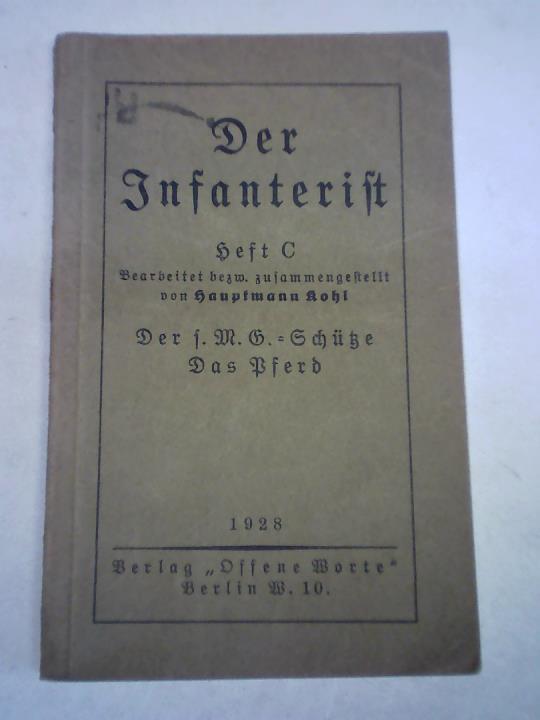 Der
Infanterist
Heft C
Bearbeitet bezw. zusammengestellt
von Hauptmann Kohl
Der s. M. G.=Schütze
Das Pferd
1928
Verlag „Offene Worte“
Berlin W. 10.